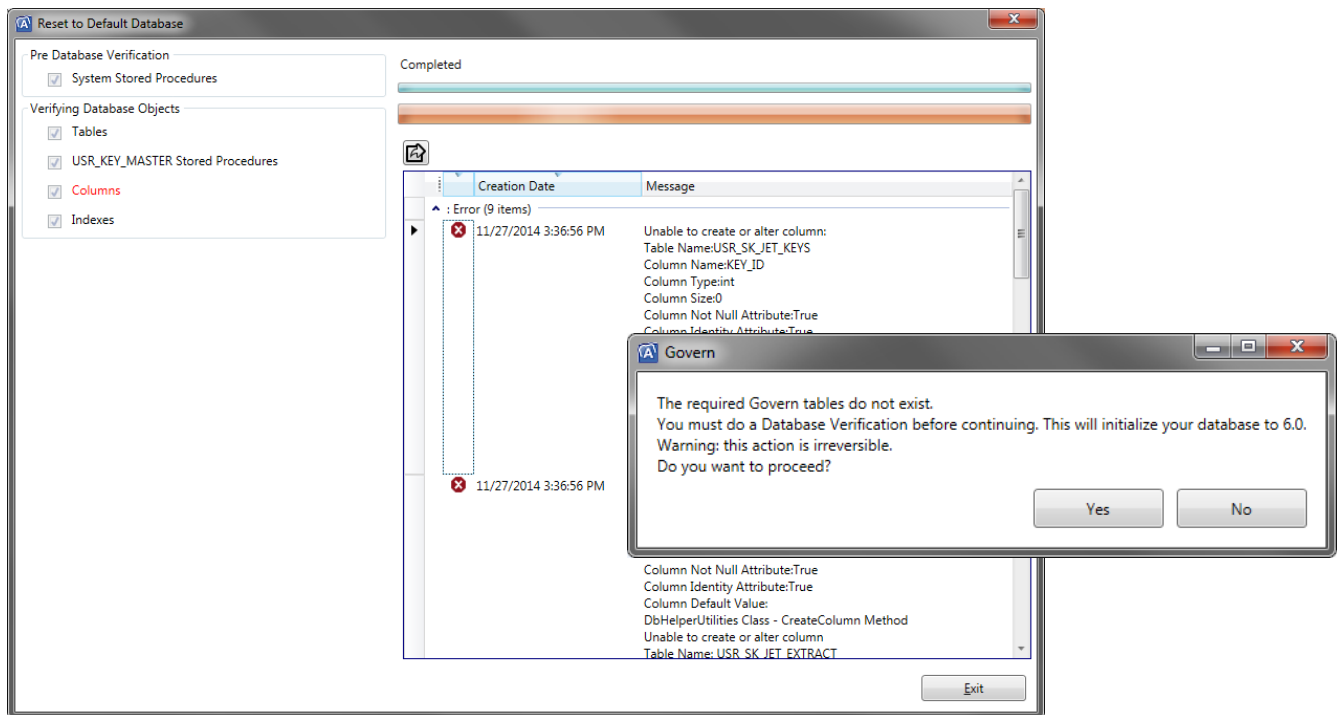 Reset to Default Database
Pre Database Verification
System Stored Procedures
Verifying Database Objects
Tables
USR_KEY_MASTER Stored Procedures
Columns
Indexes
Completed
Creation Date Message
: Error (9 items)
11/27/2014 3:36:56 PM Unable to create or alter column:
Table Name:USR_SK_JET_KEYS
Column Name:KEY_ID
Column Type:int
Column Size:0
Column Not Null Attribute:True
Column Identity Attribute:True
11/27/2014 3:36:56 PM
Column Not Null Attribute:True
Column Identity Attribute:True
Column Default Value:
DbHelperUtilities Class - CreateColumn Method
Unable to create or alter column
Table Name: USR_SK_JET_EXTRACT
Exit
Govern
The required Govern tables do not exist.
You must do a Database Verification before continuing. This will initialize your database to 6.0.
Warning: this action is irreversible.
Do you want to proceed?
Yes No